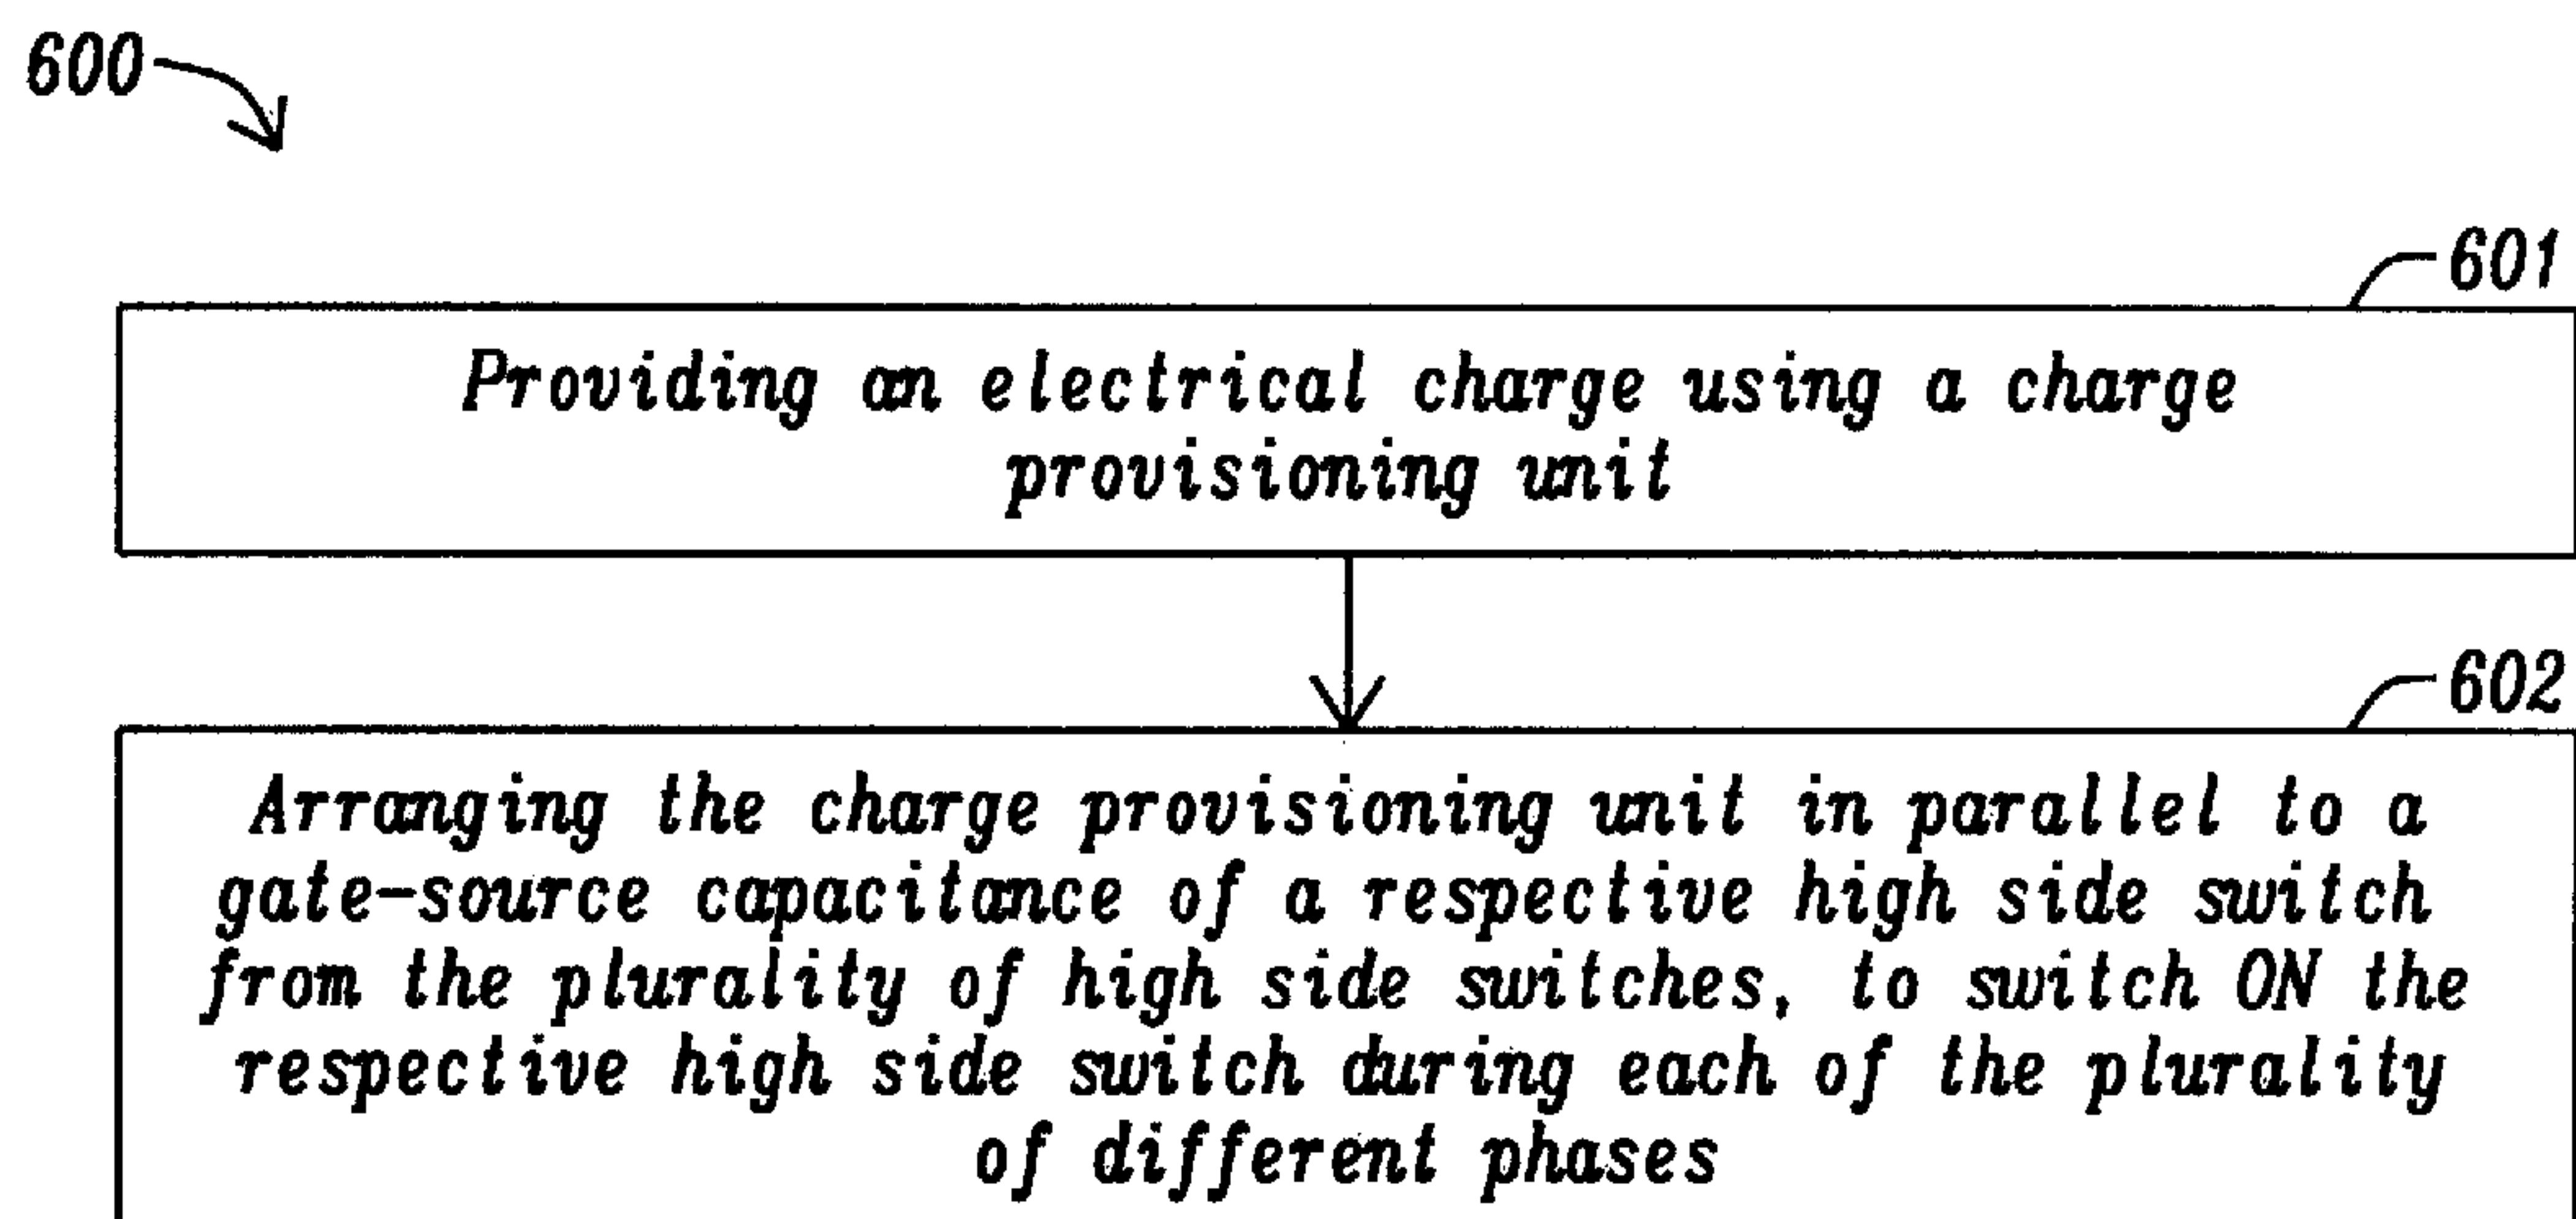 600
601
Providing an electrical charge using a charge
provisioning unit
602
Arranging the charge provisioning unit in parallel to a
gate-source capacitance of a respective high side switch
from the plurality of high side switches, to switch ON the
respective high side switch during each of the plurality
of different phases